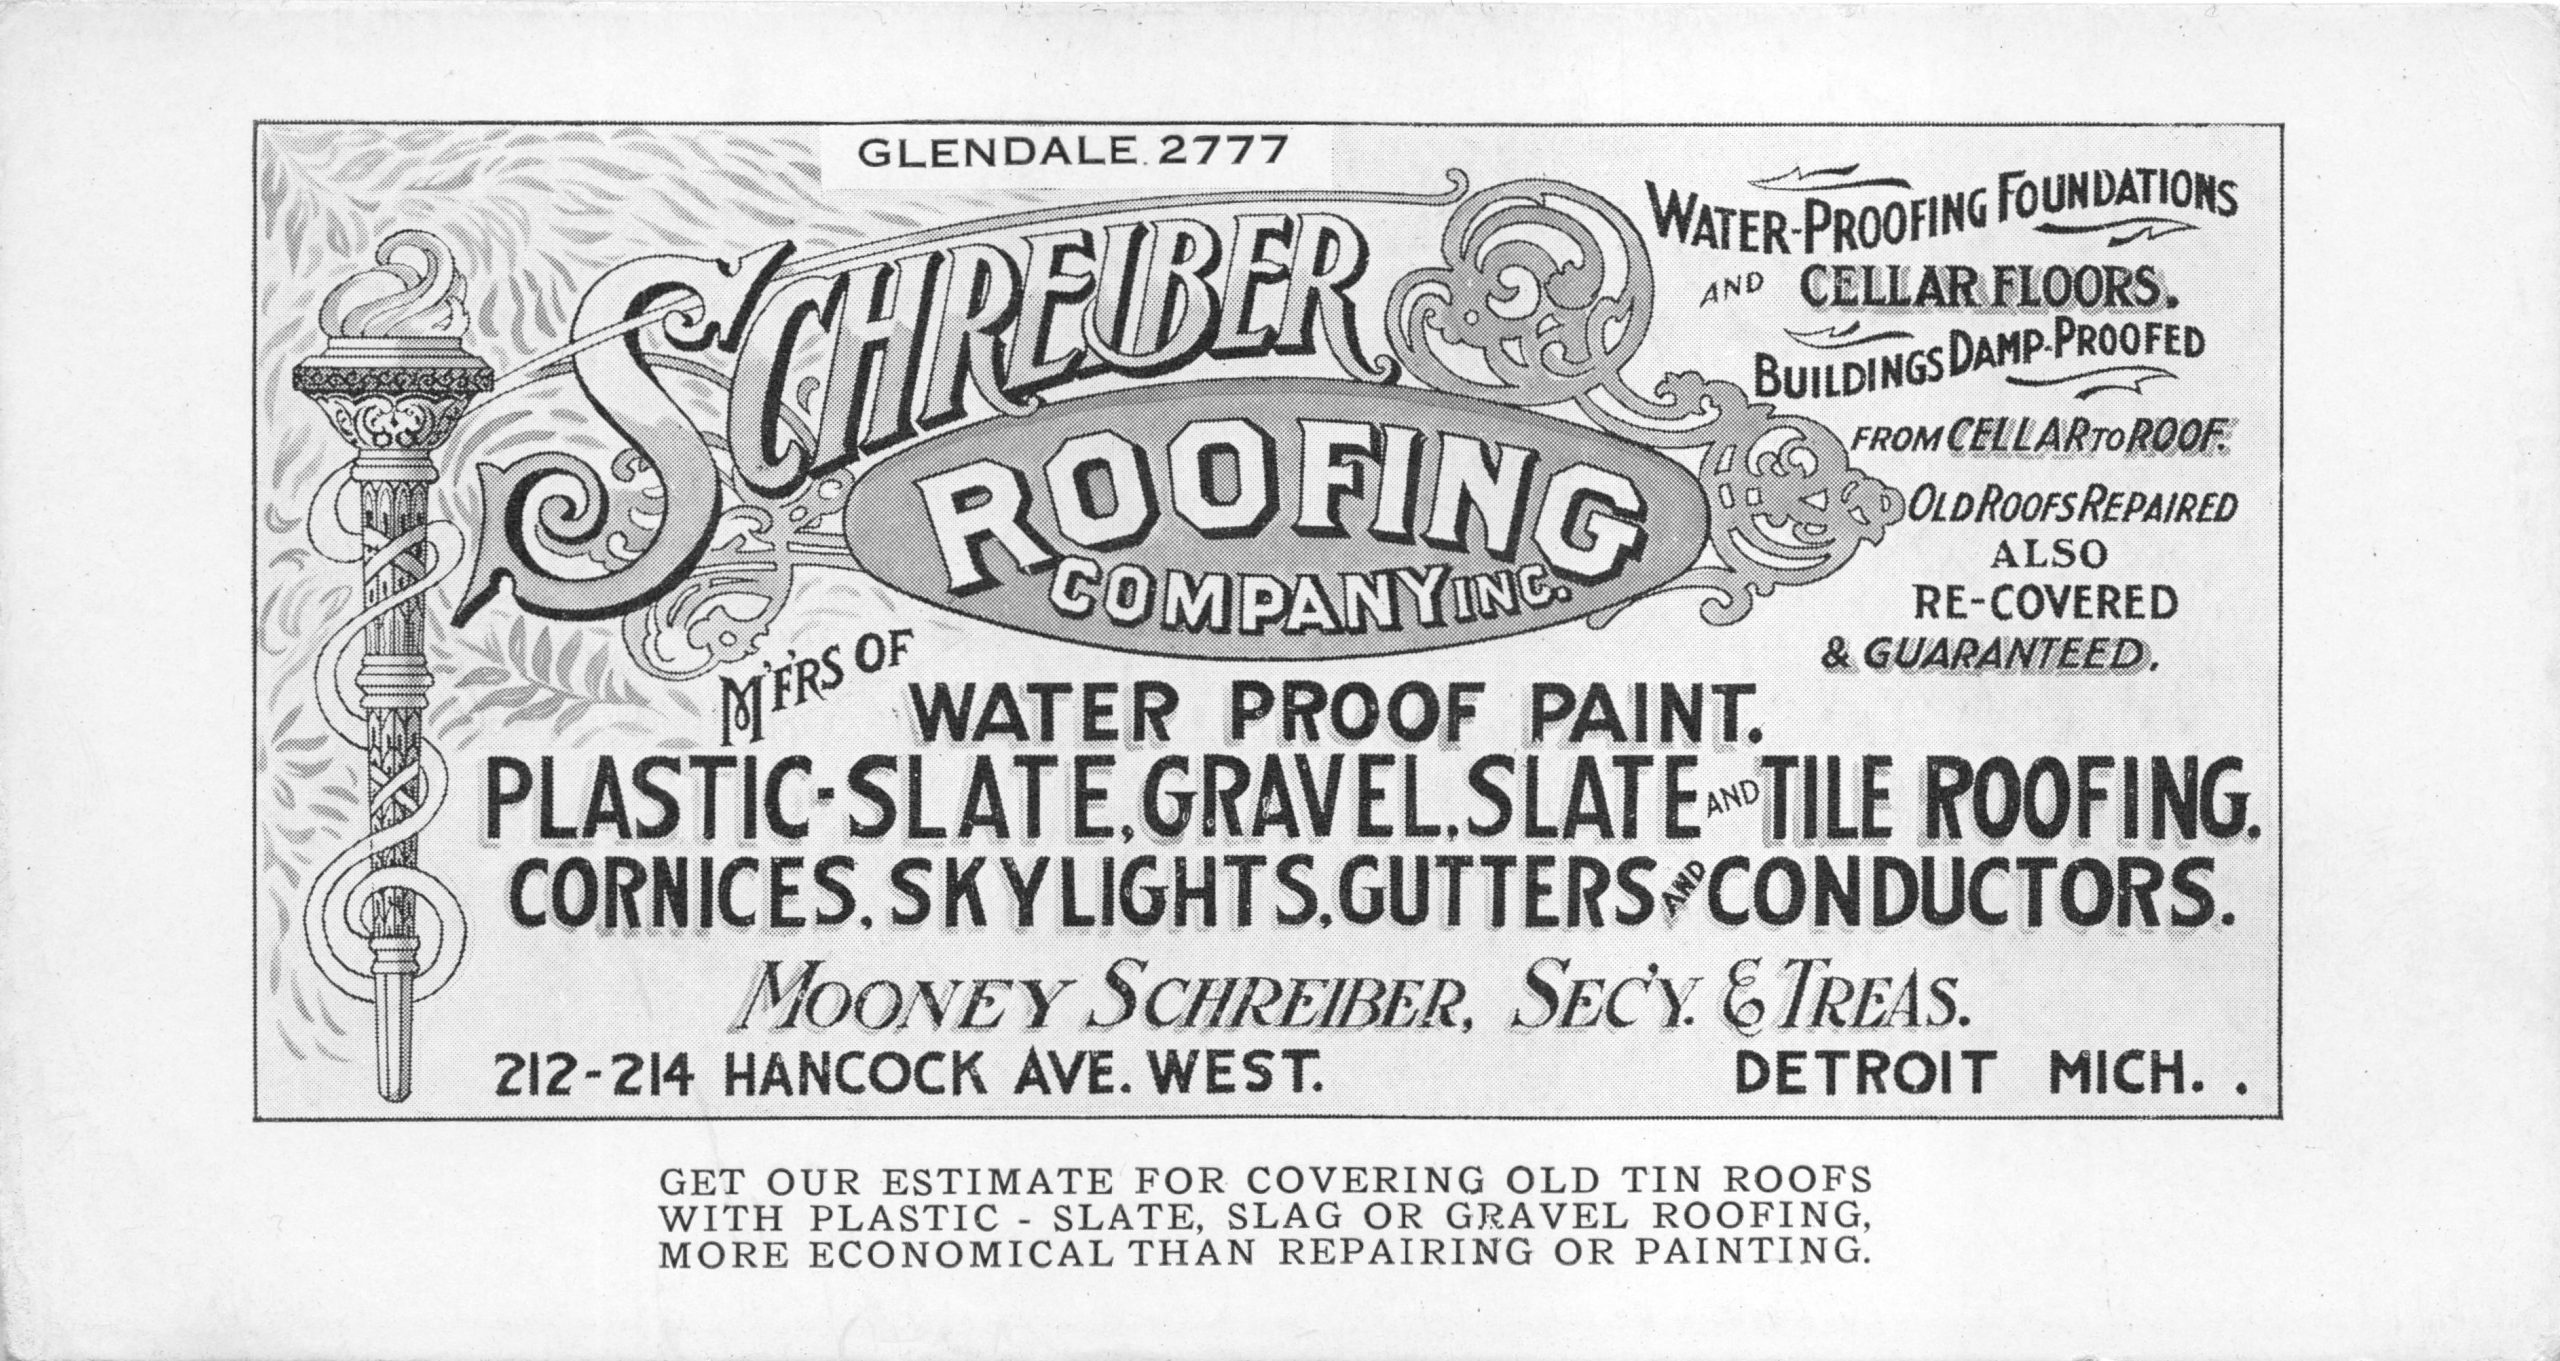 GLENDALE. 2777
SCHREIBER
ROOFING
COMPANY INC.
WATER-PROOFING FOUNDATIONS
AND CELLAR FLOORS.
BUILDINGS DAMP-PROOFED
FROM CELLAR TO ROOF.
OLD ROOFS REPAIRED
ALSO
RE-COVERED
& GUARANTEED.
M'F'RS OF WATER PROOF PAINT.
PLASTIC-SLATE, GRAVEL, SLATE AND TILE ROOFING.
CORNICES, SKYLIGHTS, GUTTERS AND CONDUCTORS.
MOONEY SCHREIBER, SEC'Y. & TREAS.
212-214 HANCOCK AVE. WEST. DETROIT MICH. .
GET OUR ESTIMATE FOR COVERING OLD TIN ROOFS
WITH PLASTIC - SLATE, SLAG OR GRAVEL ROOFING,
MORE ECONOMICAL THAN REPAIRING OR PAINTING.